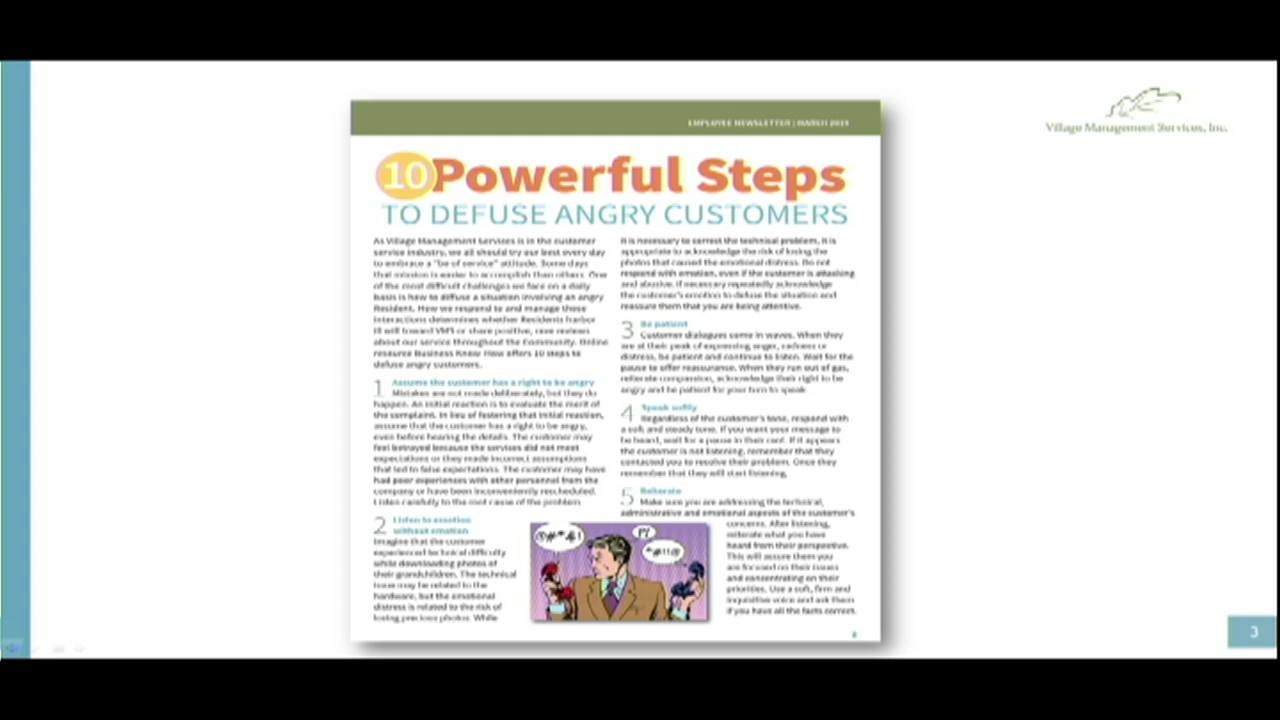 Village Management Services, Inc.
EMPLOYEE NEWSLETTER | MARCH 2019
10 Powerful Steps
TO DEFUSE ANGRY CUSTOMERS
As Village Management Services is in the customer
service industry, we all should try our best every day
to embrace a "be of service" attitude. Some days
that mission is easier to accomplish than others. One
of the most difficult challenges we face on a daily
basis is how to diffuse a situation involving an angry
Resident. How we respond to and manage these
interactions determines whether Residents harbor
ill will toward VMS or share positive, rave reviews
about our service throughout the Community. Online
resource Business Know How offers 10 steps to
defuse angry customers.
1 Assume the customer has a right to be angry
Mistakes are not made deliberately, but they do
happen. An initial reaction is to evaluate the merit of
the complaint. In lieu of fostering that initial reaction,
assume that the customer has a right to be angry,
even before hearing the details. The customer may
feel betrayed because the services did not meet
expectations or they made incorrect assumptions
that led to false expectations. The customer may have
had poor experiences with other personnel from the
company or have been inconveniently rescheduled.
Listen carefully to the root cause of the problem
2 Listen to emotion
without emotion
Imagine that the customer
experienced technical difficulty
while downloading photos of
their grandchildren. The technical
issue may be related to the
hardware, but the emotional
distress is related to the risk of
losing precious photos. While
it is necessary to correct the technical problem, it is
appropriate to acknowledge the risk of losing the
photos that caused the emotional distress. Do not
respond with emotion, even if the customer is attacking
and abusive. If necessary repeatedly acknowledge
the customer's emotion to defuse the situation and
reassure them that you are being attentive.
3 Be patient
Customer dialogues come in waves. When they
are at their peak of expressing anger, sadness or
distress, be patient and continue to listen. Wait for the
pause to offer reassurance. When they run out of gas,
reiterate compassion, acknowledge their right to be
angry and be patient for your turn to speak
4 Speak softly
Regardless of the customer's tone, respond with
a soft and steady tone. If you want your message to
be heard, wait for a pause in their rant. If it appears
the customer is not listening, remember that they
contacted you to resolve their problem. Once they
remember that they will start listening.
5 Reiterate
Make sure you are addressing the technical,
administrative and emotional aspects of the customer's
concerns. After listening,
reiterate what you have
heard from their perspective.
This will assure them you
are focused on their issues
and concentrating on their
priorities. Use a soft, firm and
inquisitive voice and ask them
if you have all the facts correct.
3